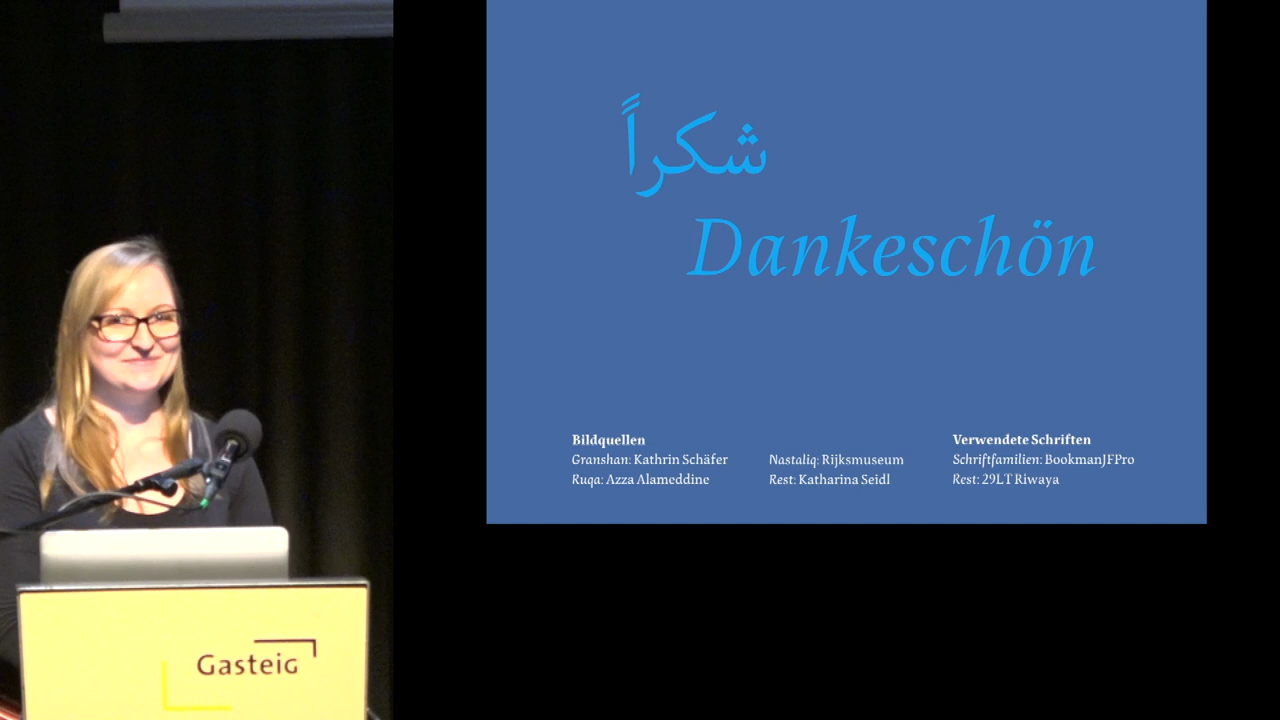 شكراً
Dankeschön
Bildquellen
Granshan: Kathrin Schäfer
Ruqa: Azza Alameddine
Nastaliq: Rijksmuseum
Rest: Katharina Seidl
Verwendete Schriften
Schriftfamilien: BookmanJFPro
Rest: 29LT Riwaya
Gasteig